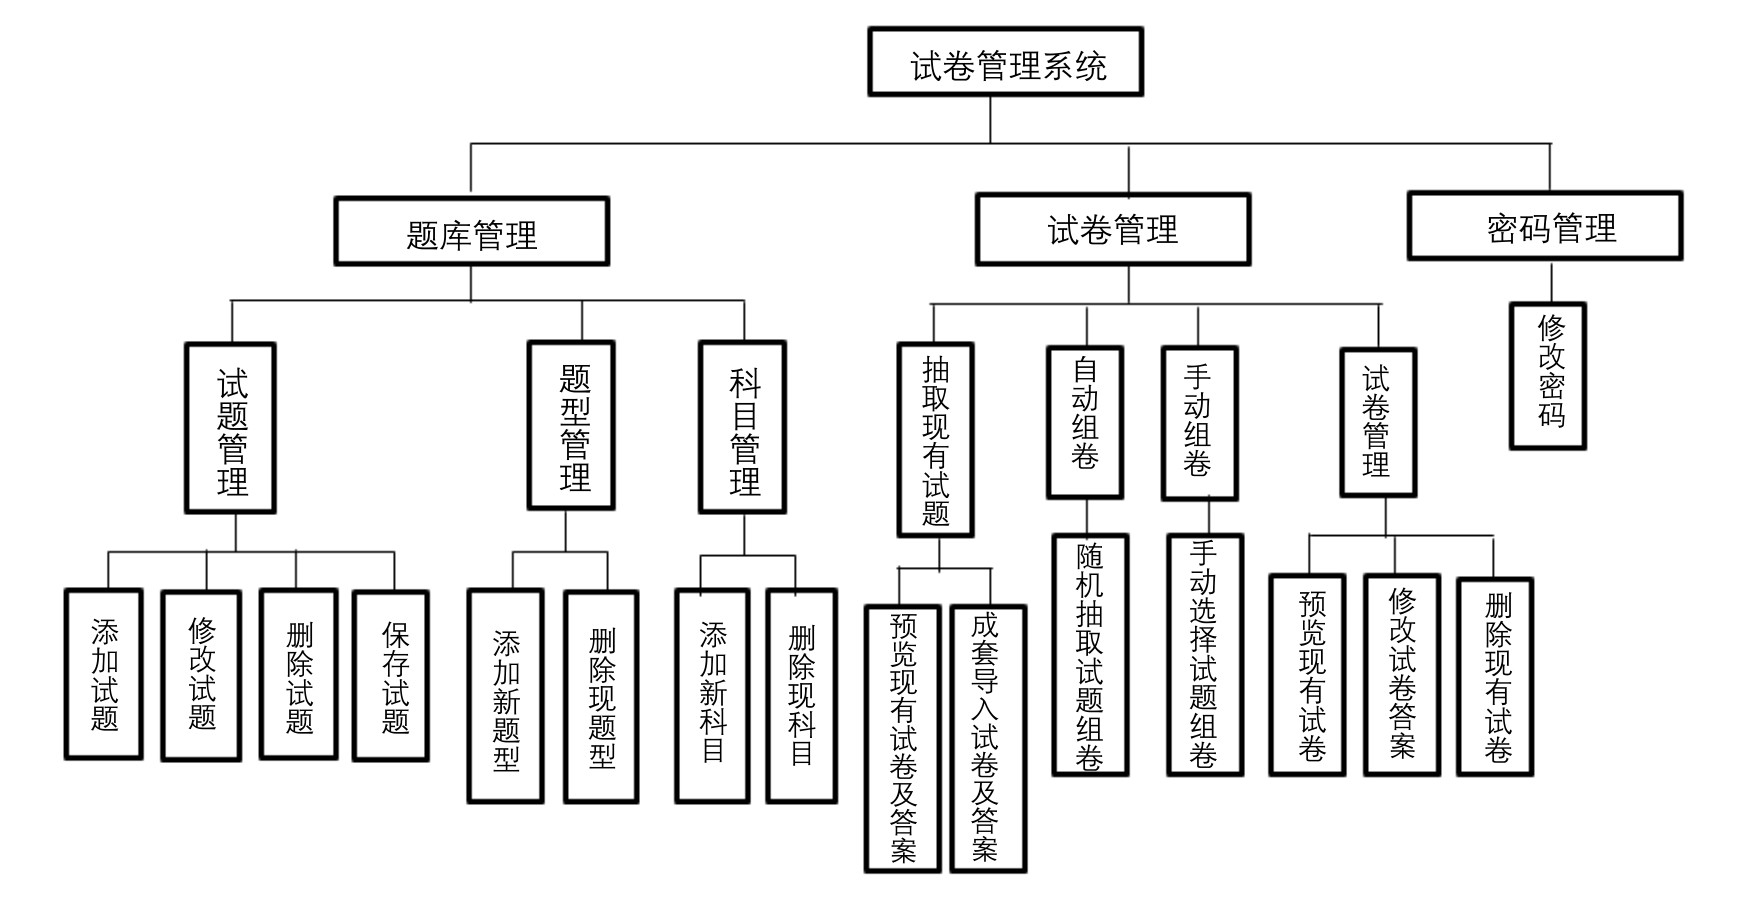 试卷管理系统
题库管理
试卷管理
密码管理
试题管理
题型管理
科目管理
抽取现有试题
自动组卷
手动组卷
试卷管理
修改密码
添加试题
修改试题
删除试题
保存试题
添加新题型
删除现题型
添加新科目
删除现科目
预览现有试卷及答案
成套导入试卷及答案
随机抽取试题组卷
手动选择试题组卷
预览现有试卷
修改试卷答案
删除现有试卷